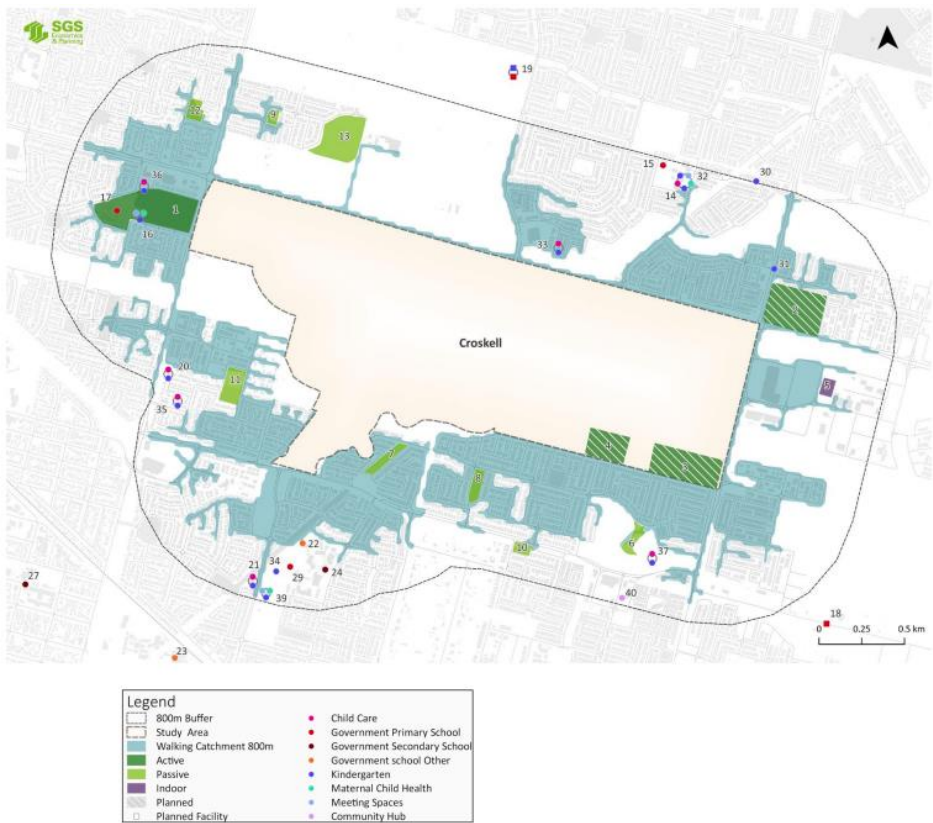 SGS
Economics
& Planning
19
12
9
13
15
32
30
14
36
17
1
16
33
31
2
Croskell
20
11
5
35
4
3
7
8
6
10
37
22
21
34
29
24
27
39
40
18
0 0.25 0.5 km
23
Legend
800m Buffer
Study Area
Walking Catchment 800m
Active
Passive
Indoor
Planned
Planned Facility
Child Care
Government Primary School
Government Secondary School
Government school Other
Kindergarten
Maternal Child Health
Meeting Spaces
Community Hub